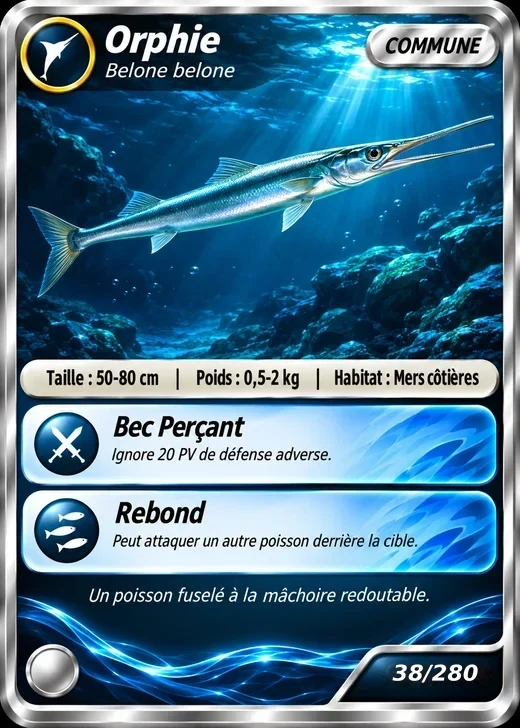 Orphie
COMMUNE
Belone belone
Taille : 50-80 cm | Poids : 0,5-2 kg | Habitat : Mers côtières
Bec Perçant
Ignore 20 PV de défense adverse.
Rebond
Peut attaquer un autre poisson derrière la cible.
Un poisson fuselé à la mâchoire redoutable.
38/280